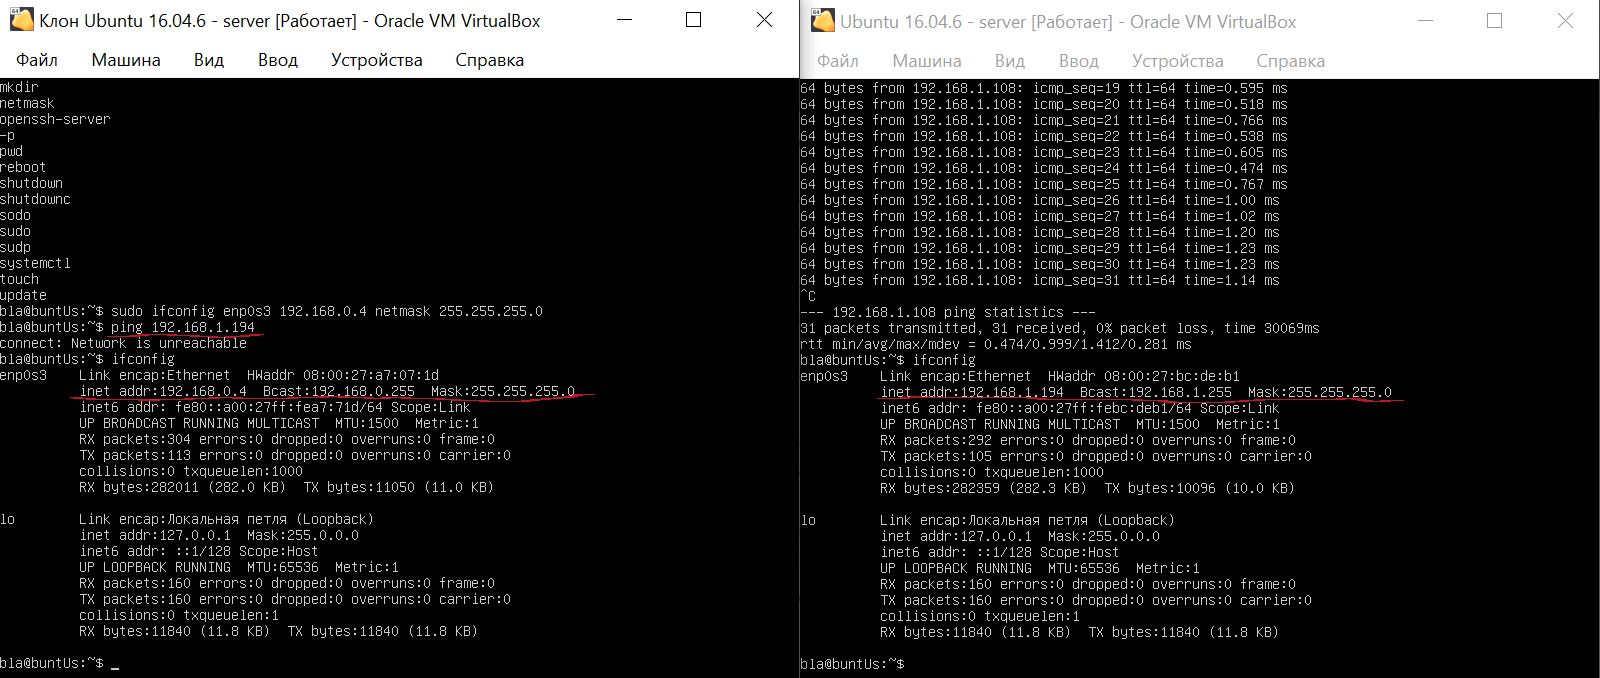 Клон Ubuntu 16.04.6 - server [Работает] - Oracle VM VirtualBox
Файл Машина Вид Ввод Устройства Справка
mkdir
netmask
openssh-server
-p
pwd
reboot
shutdown
shutdownc
sodo
sudo
sudp
systemctl
touch
update
bla@buntUs:~$ sudo ifconfig enp0s3 192.168.0.4 netmask 255.255.255.0
bla@buntUs:~$ ping 192.168.1.194
connect: Network is unreachable
bla@buntUs:~$ ifconfig
enp0s3    Link encap:Ethernet  HWaddr 08:00:27:a7:07:1d
          inet addr:192.168.0.4  Bcast:192.168.0.255  Mask:255.255.255.0
          inet6 addr: fe80::a00:27ff:fea7:71d/64 Scope:Link
          UP BROADCAST RUNNING MULTICAST  MTU:1500  Metric:1
          RX packets:304 errors:0 dropped:0 overruns:0 frame:0
          TX packets:113 errors:0 dropped:0 overruns:0 carrier:0
          collisions:0 txqueuelen:1000
          RX bytes:282011 (282.0 KB)  TX bytes:11050 (11.0 KB)
lo        Link encap:Локальная петля (Loopback)
          inet addr:127.0.0.1  Mask:255.0.0.0
          inet6 addr: ::1/128 Scope:Host
          UP LOOPBACK RUNNING  MTU:65536  Metric:1
          RX packets:160 errors:0 dropped:0 overruns:0 frame:0
          TX packets:160 errors:0 dropped:0 overruns:0 carrier:0
          collisions:0 txqueuelen:1
          RX bytes:11840 (11.8 KB)  TX bytes:11840 (11.8 KB)
bla@buntUs:~$ _
Ubuntu 16.04.6 - server [Работает] - Oracle VM VirtualBox
Файл Машина Вид Ввод Устройства Справка
64 bytes from 192.168.1.108: icmp_seq=19 ttl=64 time=0.595 ms
64 bytes from 192.168.1.108: icmp_seq=20 ttl=64 time=0.518 ms
64 bytes from 192.168.1.108: icmp_seq=21 ttl=64 time=0.766 ms
64 bytes from 192.168.1.108: icmp_seq=22 ttl=64 time=0.538 ms
64 bytes from 192.168.1.108: icmp_seq=23 ttl=64 time=0.605 ms
64 bytes from 192.168.1.108: icmp_seq=24 ttl=64 time=0.474 ms
64 bytes from 192.168.1.108: icmp_seq=25 ttl=64 time=0.767 ms
64 bytes from 192.168.1.108: icmp_seq=26 ttl=64 time=1.00 ms
64 bytes from 192.168.1.108: icmp_seq=27 ttl=64 time=1.02 ms
64 bytes from 192.168.1.108: icmp_seq=28 ttl=64 time=1.20 ms
64 bytes from 192.168.1.108: icmp_seq=29 ttl=64 time=1.23 ms
64 bytes from 192.168.1.108: icmp_seq=30 ttl=64 time=1.23 ms
64 bytes from 192.168.1.108: icmp_seq=31 ttl=64 time=1.14 ms
^C
--- 192.168.1.108 ping statistics ---
31 packets transmitted, 31 received, 0% packet loss, time 30069ms
rtt min/avg/max/mdev = 0.474/0.999/1.412/0.281 ms
bla@buntUs:~$ ifconfig
enp0s3    Link encap:Ethernet  HWaddr 08:00:27:bc:de:b1
          inet addr:192.168.1.194  Bcast:192.168.1.255  Mask:255.255.255.0
          inet6 addr: fe80::a00:27ff:febc:deb1/64 Scope:Link
          UP BROADCAST RUNNING MULTICAST  MTU:1500  Metric:1
          RX packets:292 errors:0 dropped:0 overruns:0 frame:0
          TX packets:105 errors:0 dropped:0 overruns:0 carrier:0
          collisions:0 txqueuelen:1000
          RX bytes:282359 (282.3 KB)  TX bytes:10096 (10.0 KB)
lo        Link encap:Локальная петля (Loopback)
          inet addr:127.0.0.1  Mask:255.0.0.0
          inet6 addr: ::1/128 Scope:Host
          UP LOOPBACK RUNNING  MTU:65536  Metric:1
          RX packets:160 errors:0 dropped:0 overruns:0 frame:0
          TX packets:160 errors:0 dropped:0 overruns:0 carrier:0
          collisions:0 txqueuelen:1
          RX bytes:11840 (11.8 KB)  TX bytes:11840 (11.8 KB)
bla@buntUs:~$